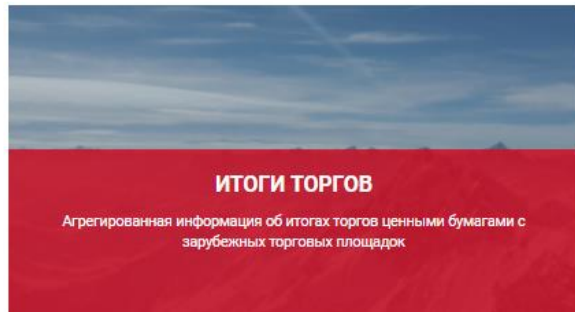 ИТОГИ ТОРГОВ
Агрегированная информация об итогах торгов ценными бумагами с
зарубежных торговых площадок